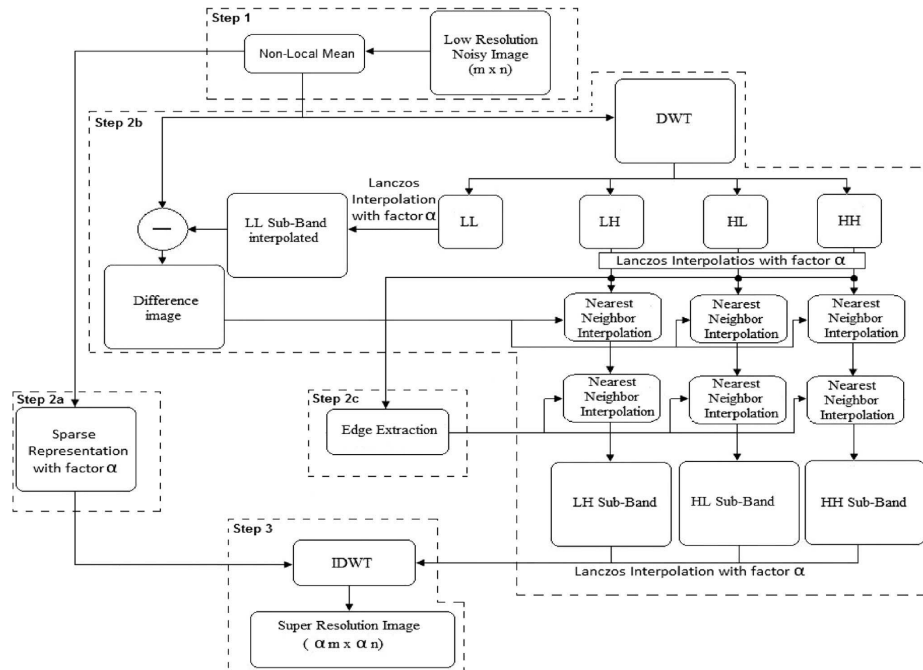 Step 1
Non-Local Mean
Low Resolution
Noisy Image
(m x n)
Step 2b
DWT
Lanczos
Interpolation
with factor α
LL Sub-Band
interpolated
LL
LH
HL
HH
Lanczos Interpolatios with factor α
Difference
image
Nearest
Neighbor
Interpolation
Nearest
Neighbor
Interpolation
Nearest
Neighbor
Interpolation
Step 2a
Sparse
Representation
with factor α
Step 2c
Edge Extraction
Nearest
Neighbor
Interpolation
Nearest
Neighbor
Interpolation
Nearest
Neighbor
Interpolation
LH Sub-Band
HL Sub-Band
HH Sub-Band
Lanczos Interpolation with factor α
Step 3
IDWT
Super Resolution Image
( α m x α n)